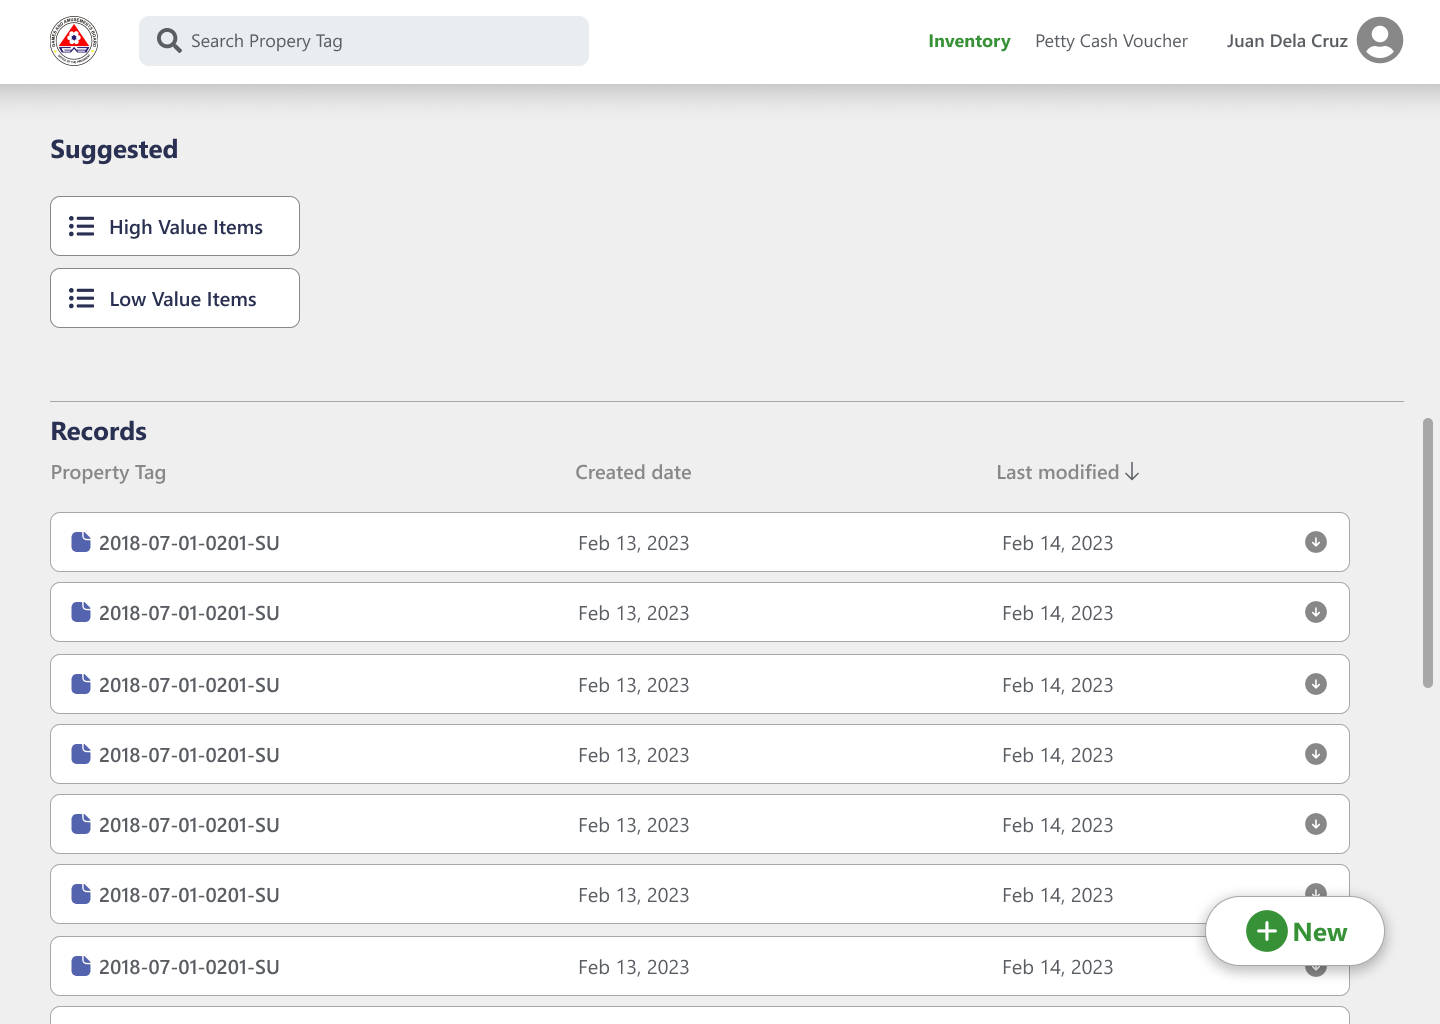 GAMES AND AMUSEMENTS BOARD
Search Propery Tag
Inventory
Petty Cash Voucher
Juan Dela Cruz
Suggested
High Value Items
Low Value Items
Records
Property Tag Created date Last modified
2018-07-01-0201-SU Feb 13, 2023 Feb 14, 2023
2018-07-01-0201-SU Feb 13, 2023 Feb 14, 2023
2018-07-01-0201-SU Feb 13, 2023 Feb 14, 2023
2018-07-01-0201-SU Feb 13, 2023 Feb 14, 2023
2018-07-01-0201-SU Feb 13, 2023 Feb 14, 2023
2018-07-01-0201-SU Feb 13, 2023 Feb 14, 2023
New
2018-07-01-0201-SU Feb 13, 2023 Feb 14, 2023